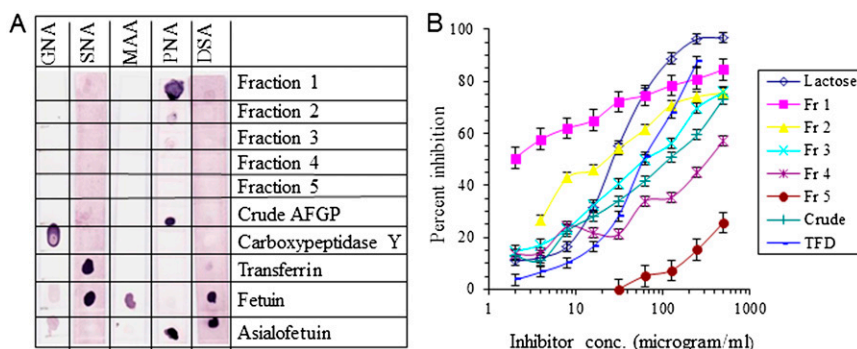 A
GNA SNA MAA PNA DSA
Fraction 1
Fraction 2
Fraction 3
Fraction 4
Fraction 5
Crude AFGP
Carboxypeptidase Y
Transferrin
Fetuin
Asialofetuin
B
Percent inhibition
100
80
60
40
20
0
1 10 100 1000
Inhibitor conc. (microgram/ml)
Lactose
Fr 1
Fr 2
Fr 3
Fr 4
Fr 5
Crude
TFD